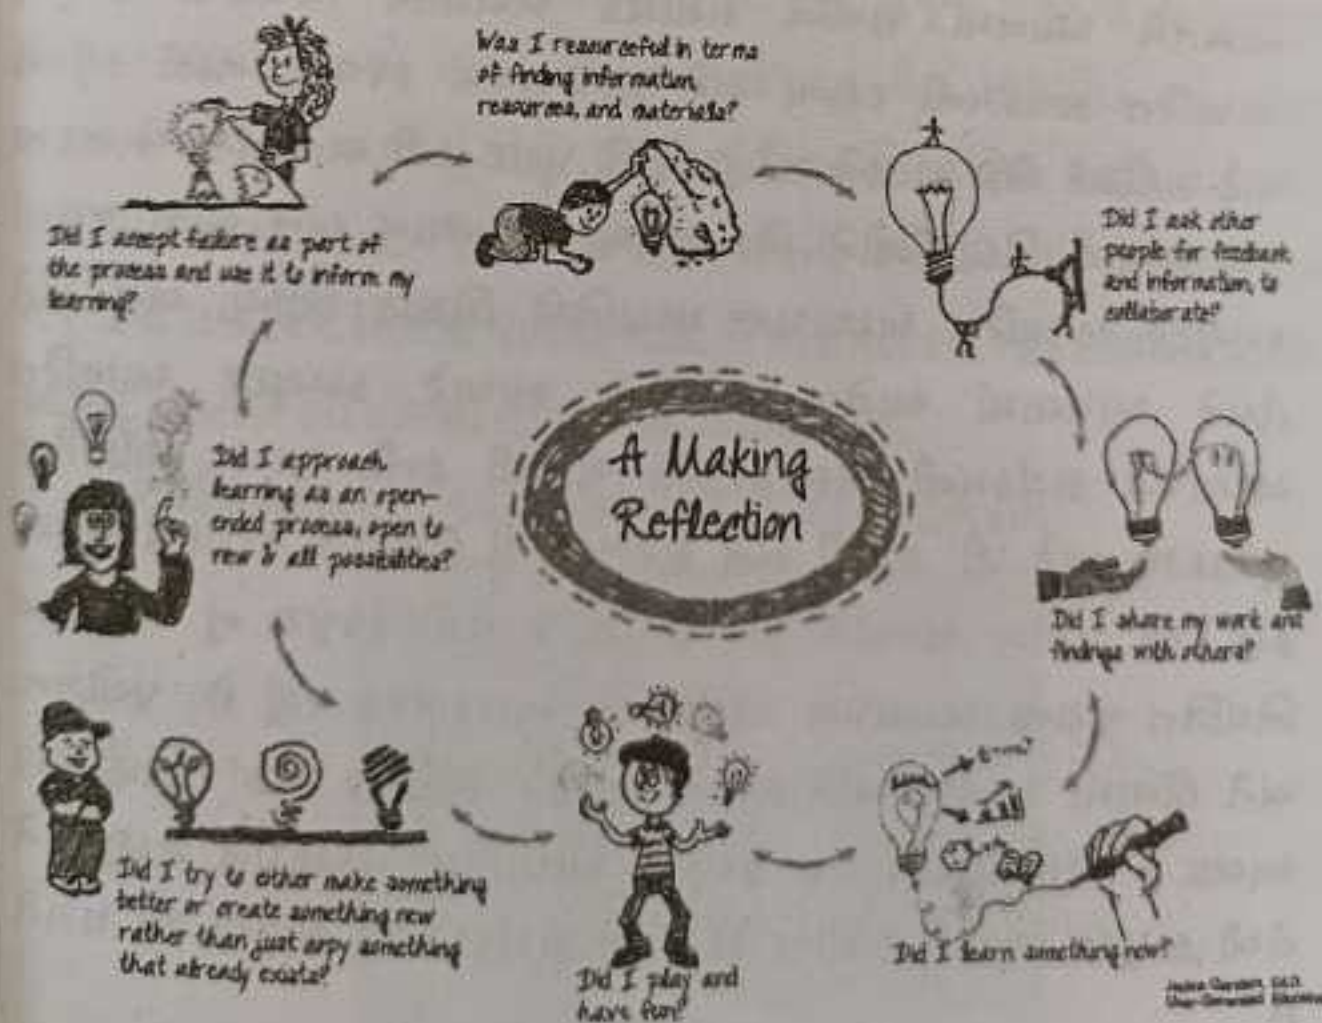 Was I resourceful in terms
of finding information,
resources, and materials?
Did I ask other
people for feedback
and information, to
collaborate?
Did I share my work and
findings with others?
Did I learn something new?
Did I play and
have fun?
Did I try to either make something
better or create something new
rather than just copy something
that already exists?
Did I approach
learning as an open-
ended process, open to
new & all possibilities?
Did I accept failure as part of
the process and use it to inform my
learning?
A Making
Reflection
User-Generated